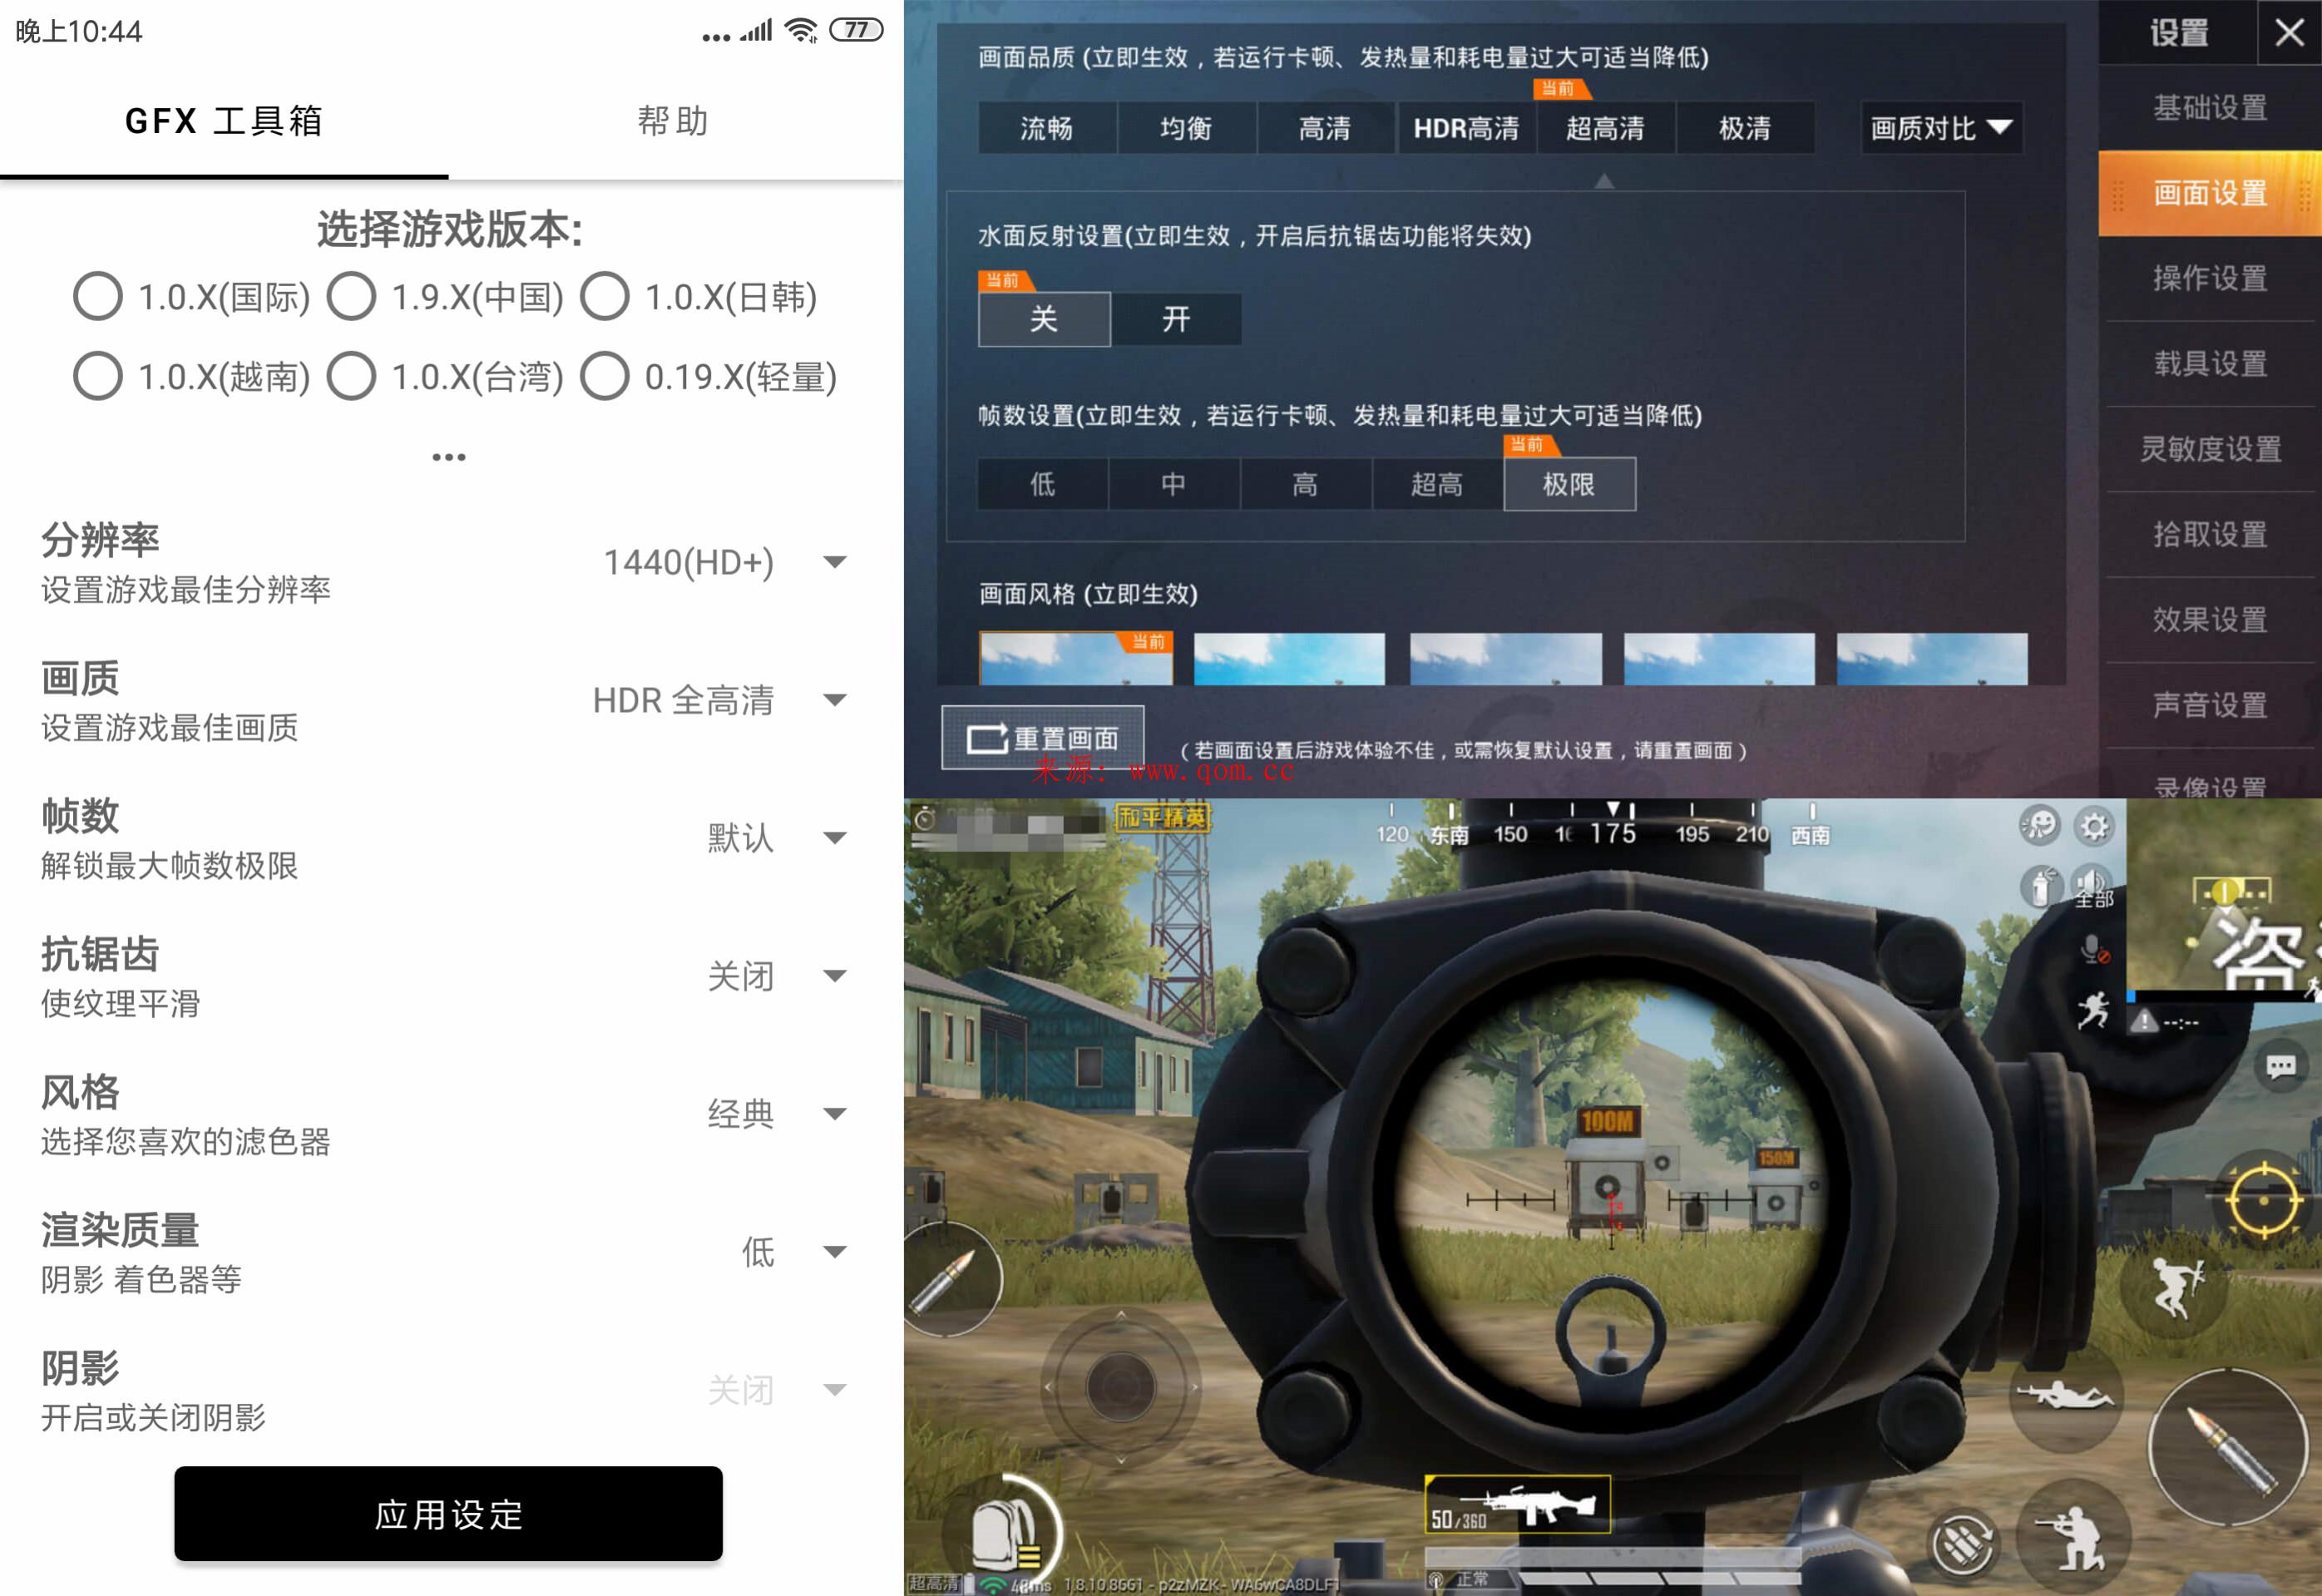 晚上10:44
77
GFX 工具箱
帮助
选择游戏版本:
1.0.X(国际)
1.9.X(中国)
1.0.X(日韩)
1.0.X(越南)
1.0.X(台湾)
0.19.X(轻量)
...
分辨率
设置游戏最佳分辨率
1440(HD+)
画质
设置游戏最佳画质
HDR 全高清
帧数
解锁最大帧数极限
默认
抗锯齿
使纹理平滑
关闭
风格
选择您喜欢的滤色器
经典
渲染质量
阴影 着色器等
低
阴影
开启或关闭阴影
关闭
应用设定
画面品质 (立即生效，若运行卡顿、发热量和耗电量过大可适当降低)
当前
流畅
均衡
高清
HDR高清
超高清
极清
画质对比
水面反射设置(立即生效，开启后抗锯齿功能将失效)
当前
关
开
帧数设置(立即生效，若运行卡顿、发热量和耗电量过大可适当降低)
当前
低
中
高
超高
极限
画面风格 (立即生效)
当前
重置画面
（若画面设置后游戏体验不佳，或需恢复默认设置，请重置画面）
来源: www.qom.cc
设置
基础设置
画面设置
操作设置
载具设置
灵敏度设置
拾取设置
效果设置
声音设置
录像设置
和平精英
120
东南
150
175
195
210
西南
全部
--:--
100M
150M
50/360
正常
超高清
48ms
1.8.10.8661 - p2zMZK - WA6wCA8DLF1